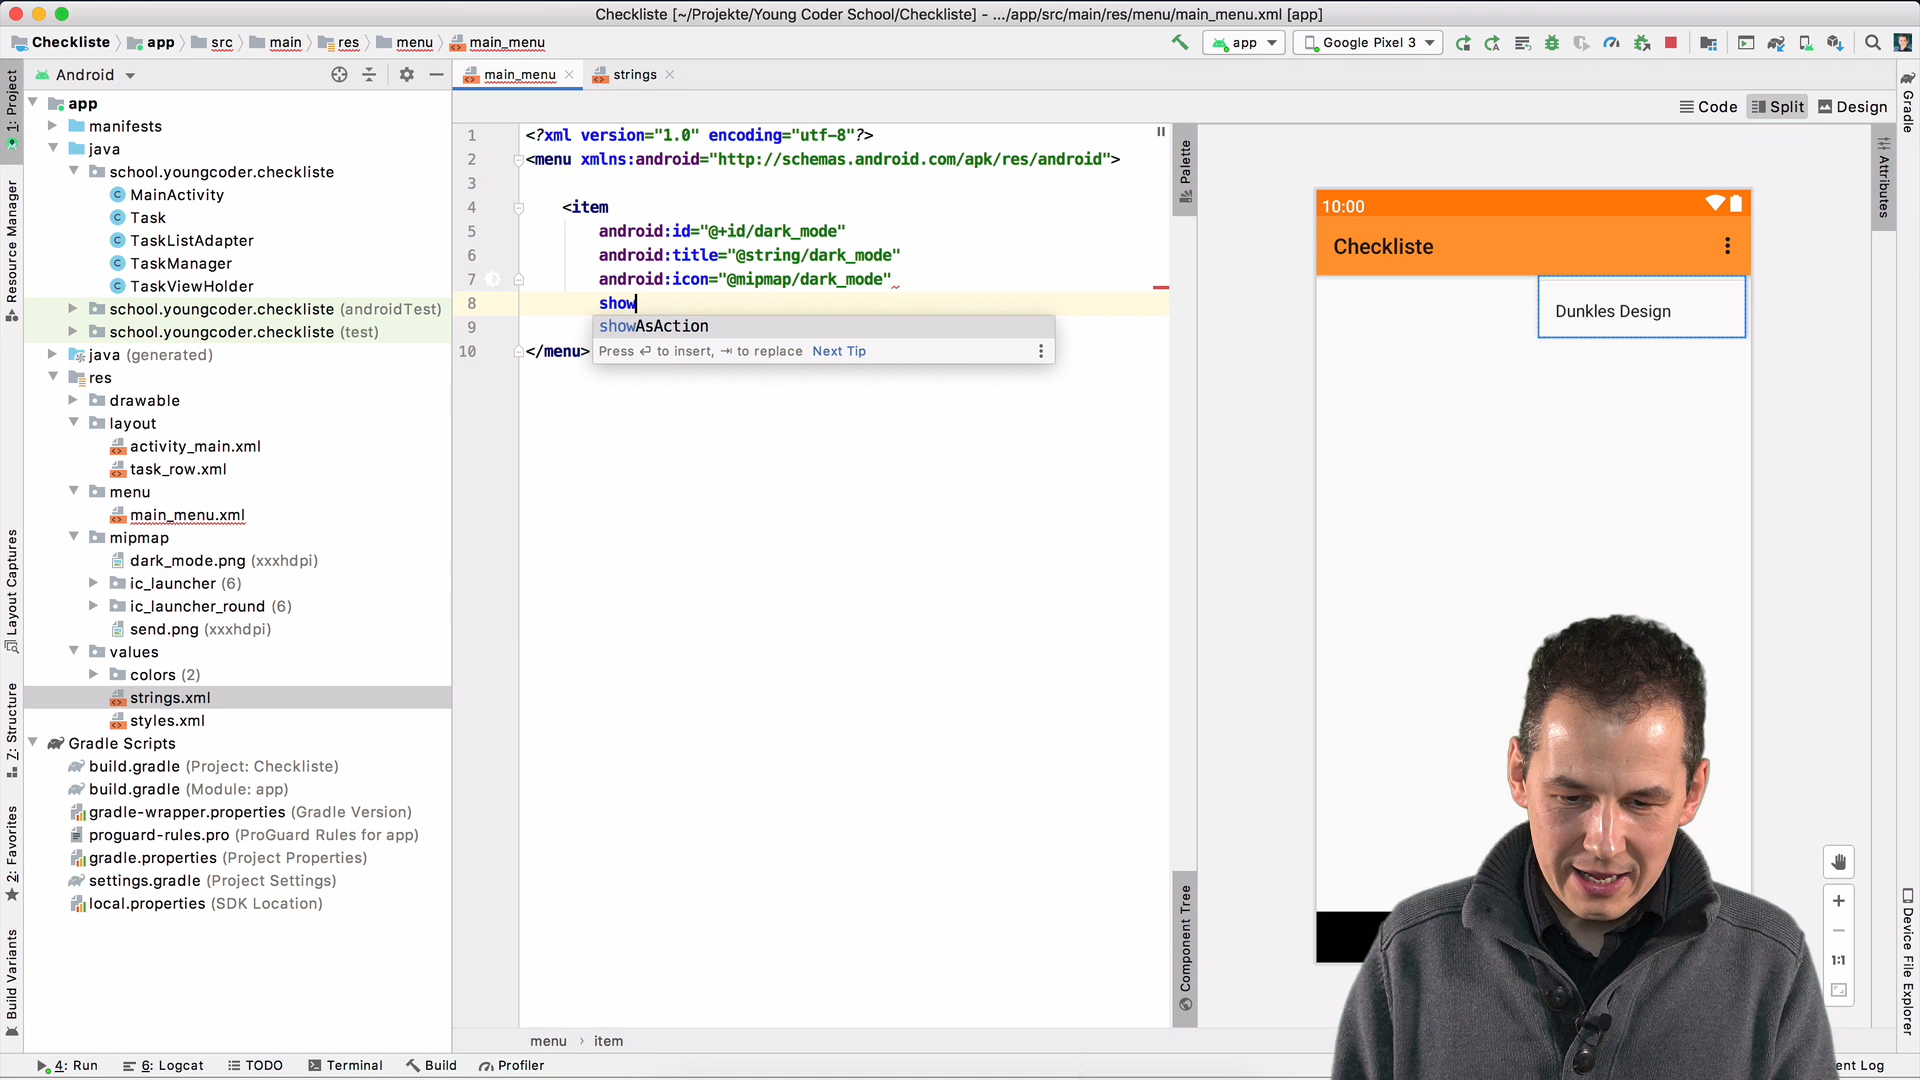 Checkliste [~/Projekte/Young Coder School/Checkliste] - .../app/src/main/res/menu/main_menu.xml [app]
Checkliste app src main res menu main_menu
app Google Pixel 3
Android
main_menu strings
Code Split Design
1: Project
Resource Manager
Layout Captures
Z: Structure
2: Favorites
Build Variants
app
manifests
java
school.youngcoder.checkliste
MainActivity
Task
TaskListAdapter
TaskManager
TaskViewHolder
school.youngcoder.checkliste (androidTest)
school.youngcoder.checkliste (test)
java (generated)
res
drawable
layout
activity_main.xml
task_row.xml
menu
main_menu.xml
mipmap
dark_mode.png (xxxhdpi)
ic_launcher (6)
ic_launcher_round (6)
send.png (xxxhdpi)
values
colors (2)
strings.xml
styles.xml
Gradle Scripts
build.gradle (Project: Checkliste)
build.gradle (Module: app)
gradle-wrapper.properties (Gradle Version)
proguard-rules.pro (ProGuard Rules for app)
gradle.properties (Project Properties)
settings.gradle (Project Settings)
local.properties (SDK Location)
1 <?xml version="1.0" encoding="utf-8"?>
2 <menu xmlns:android="http://schemas.android.com/apk/res/android">
3
4 <item
5 android:id="@+id/dark_mode"
6 android:title="@string/dark_mode"
7 android:icon="@mipmap/dark_mode"
8 show
9 showAsAction
10 </menu> Press ↵ to insert, ⇥ to replace Next Tip
menu › item
Palette
Component Tree
10:00
Checkliste
Dunkles Design
1:1
Gradle
Attributes
Device File Explorer
4: Run 6: Logcat TODO Terminal Build Profiler
Log